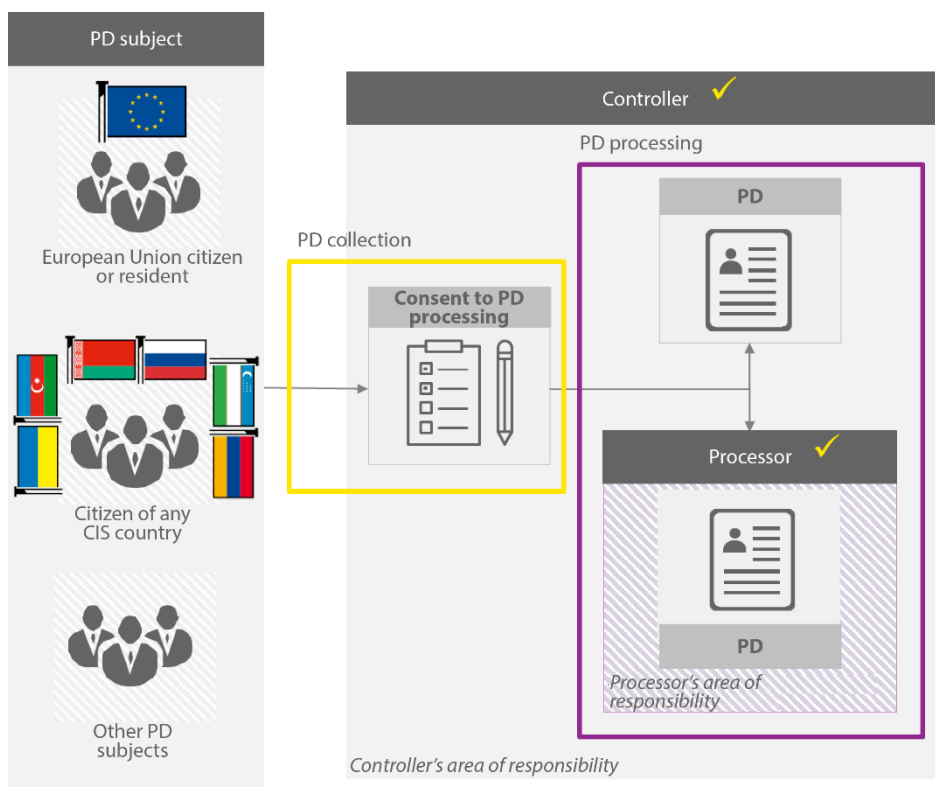 PD subject
European Union citizen
or resident
Citizen of any
CIS country
Other PD
subjects
Controller
PD collection
Consent to PD
processing
PD processing
PD
Processor
PD
Processor's area of
responsibility
Controller's area of responsibility